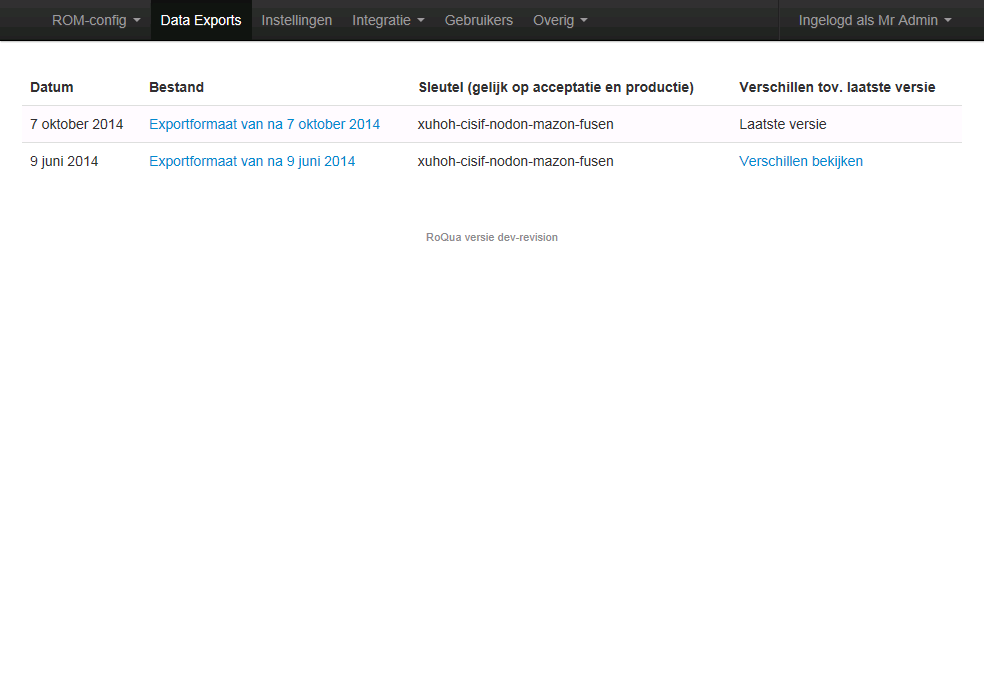 ROM-config Data Exports Instellingen Integratie Gebruikers Overig Ingelogd als Mr Admin
Datum Bestand Sleutel (gelijk op acceptatie en productie) Verschillen tov. laatste versie
7 oktober 2014 Exportformaat van na 7 oktober 2014 xuhoh-cisif-nodon-mazon-fusen Laatste versie
9 juni 2014 Exportformaat van na 9 juni 2014 xuhoh-cisif-nodon-mazon-fusen Verschillen bekijken
RoQua versie dev-revision